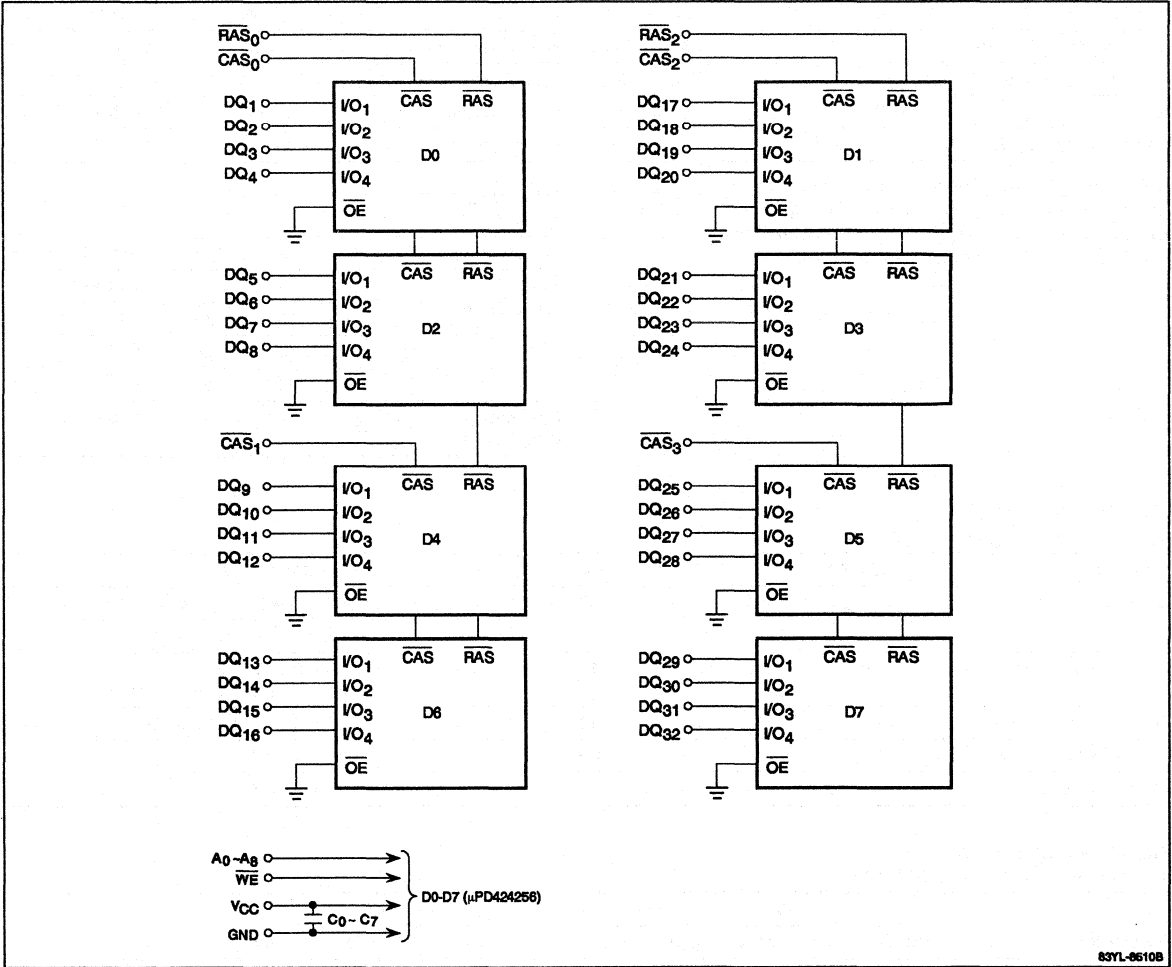 RAS0 RAS2
CAS0 CAS2
CAS RAS CAS RAS
DQ1 I/O1 DQ17 I/O1
DQ2 I/O2 DQ18 I/O2
DQ3 I/O3 D0 DQ19 I/O3 D1
DQ4 I/O4 DQ20 I/O4
OE OE
CAS RAS CAS RAS
DQ5 I/O1 DQ21 I/O1
DQ6 I/O2 DQ22 I/O2
DQ7 I/O3 D2 DQ23 I/O3 D3
DQ8 I/O4 DQ24 I/O4
OE OE
CAS1 CAS3
CAS RAS CAS RAS
DQ9 I/O1 DQ25 I/O1
DQ10 I/O2 DQ26 I/O2
DQ11 I/O3 D4 DQ27 I/O3 D5
DQ12 I/O4 DQ28 I/O4
OE OE
CAS RAS CAS RAS
DQ13 I/O1 DQ29 I/O1
DQ14 I/O2 DQ30 I/O2
DQ15 I/O3 D6 DQ31 I/O3 D7
DQ16 I/O4 DQ32 I/O4
OE OE
A0~A8
WE
D0-D7 (μPD424256)
VCC
C0~C7
GND
83YL-8610B